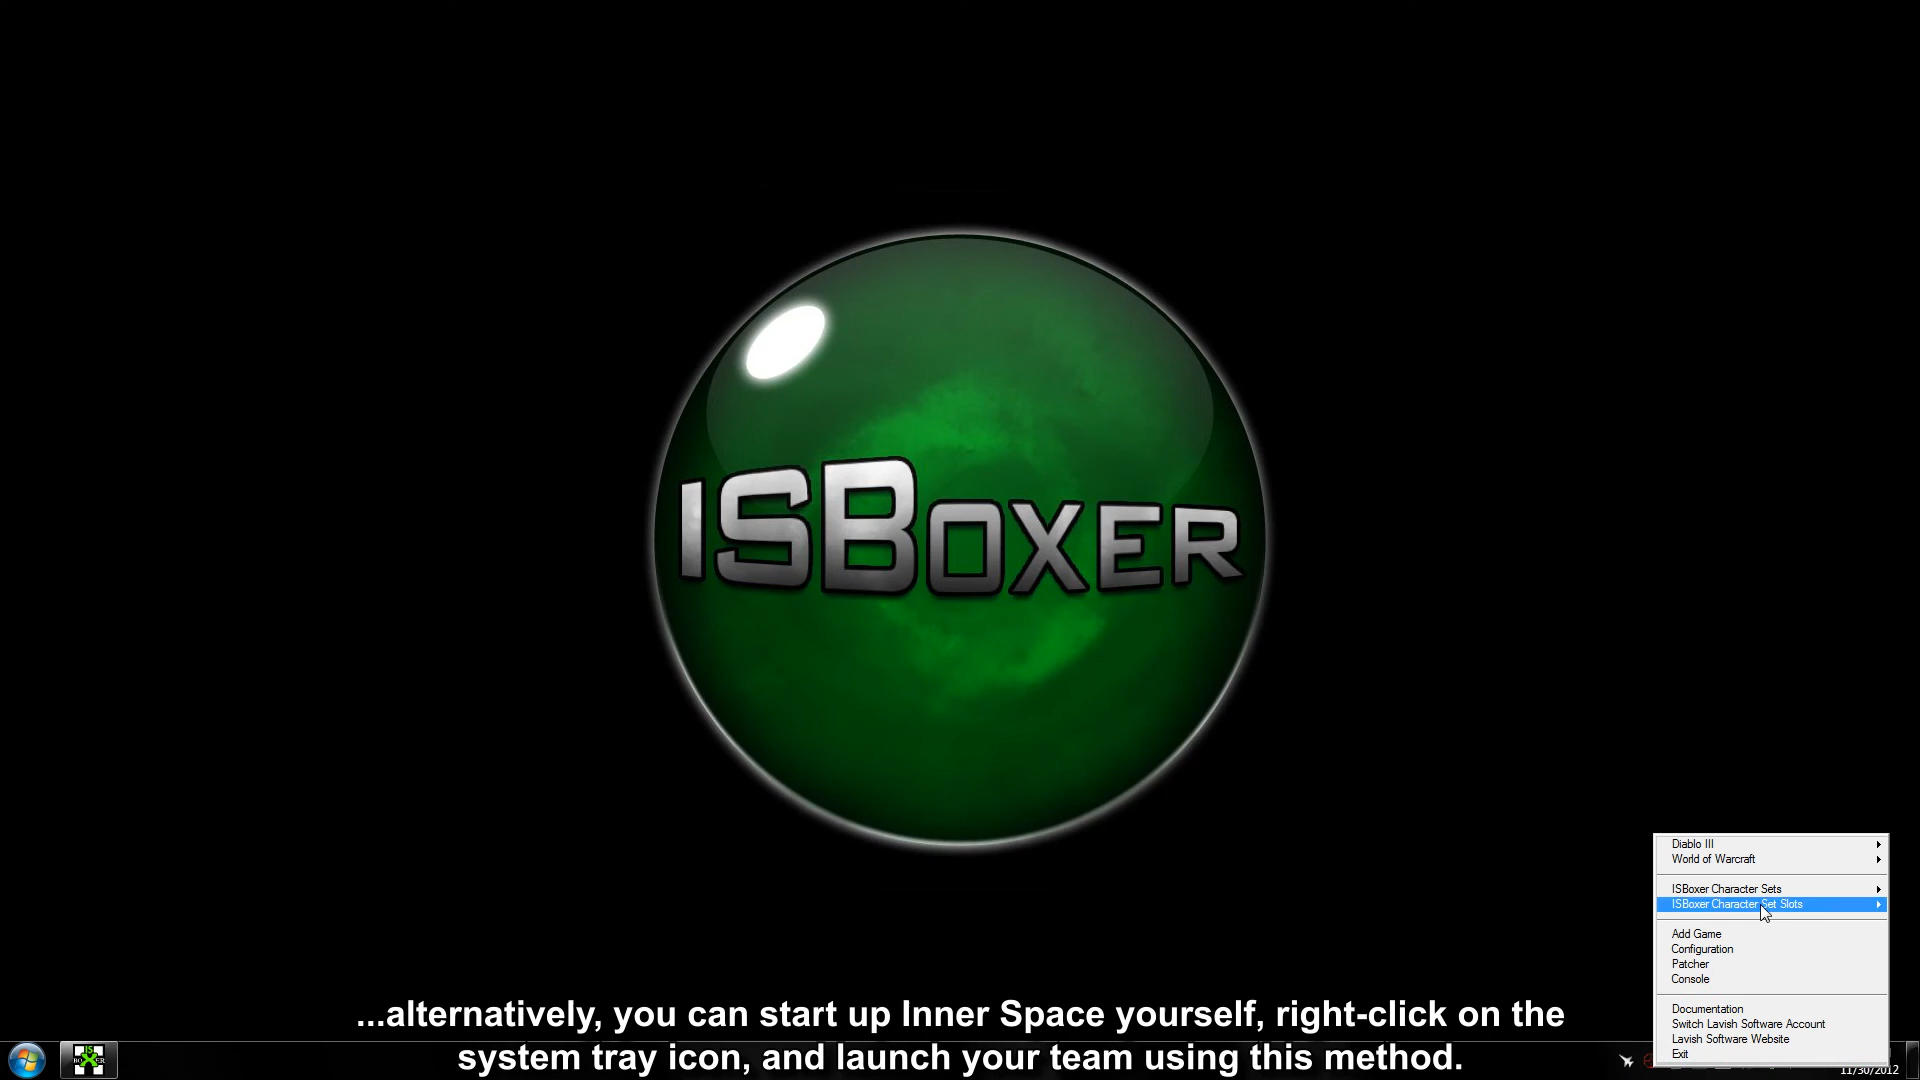 ISBOXER
Diablo III
World of Warcraft
ISBoxer Character Sets
ISBoxer Character Set Slots
Add Game
Configuration
Patcher
Console
Documentation
Switch Lavish Software Account
Lavish Software Website
Exit
...alternatively, you can start up Inner Space yourself, right-click on the
system tray icon, and launch your team using this method.
IS
BOXER
11/30/2012